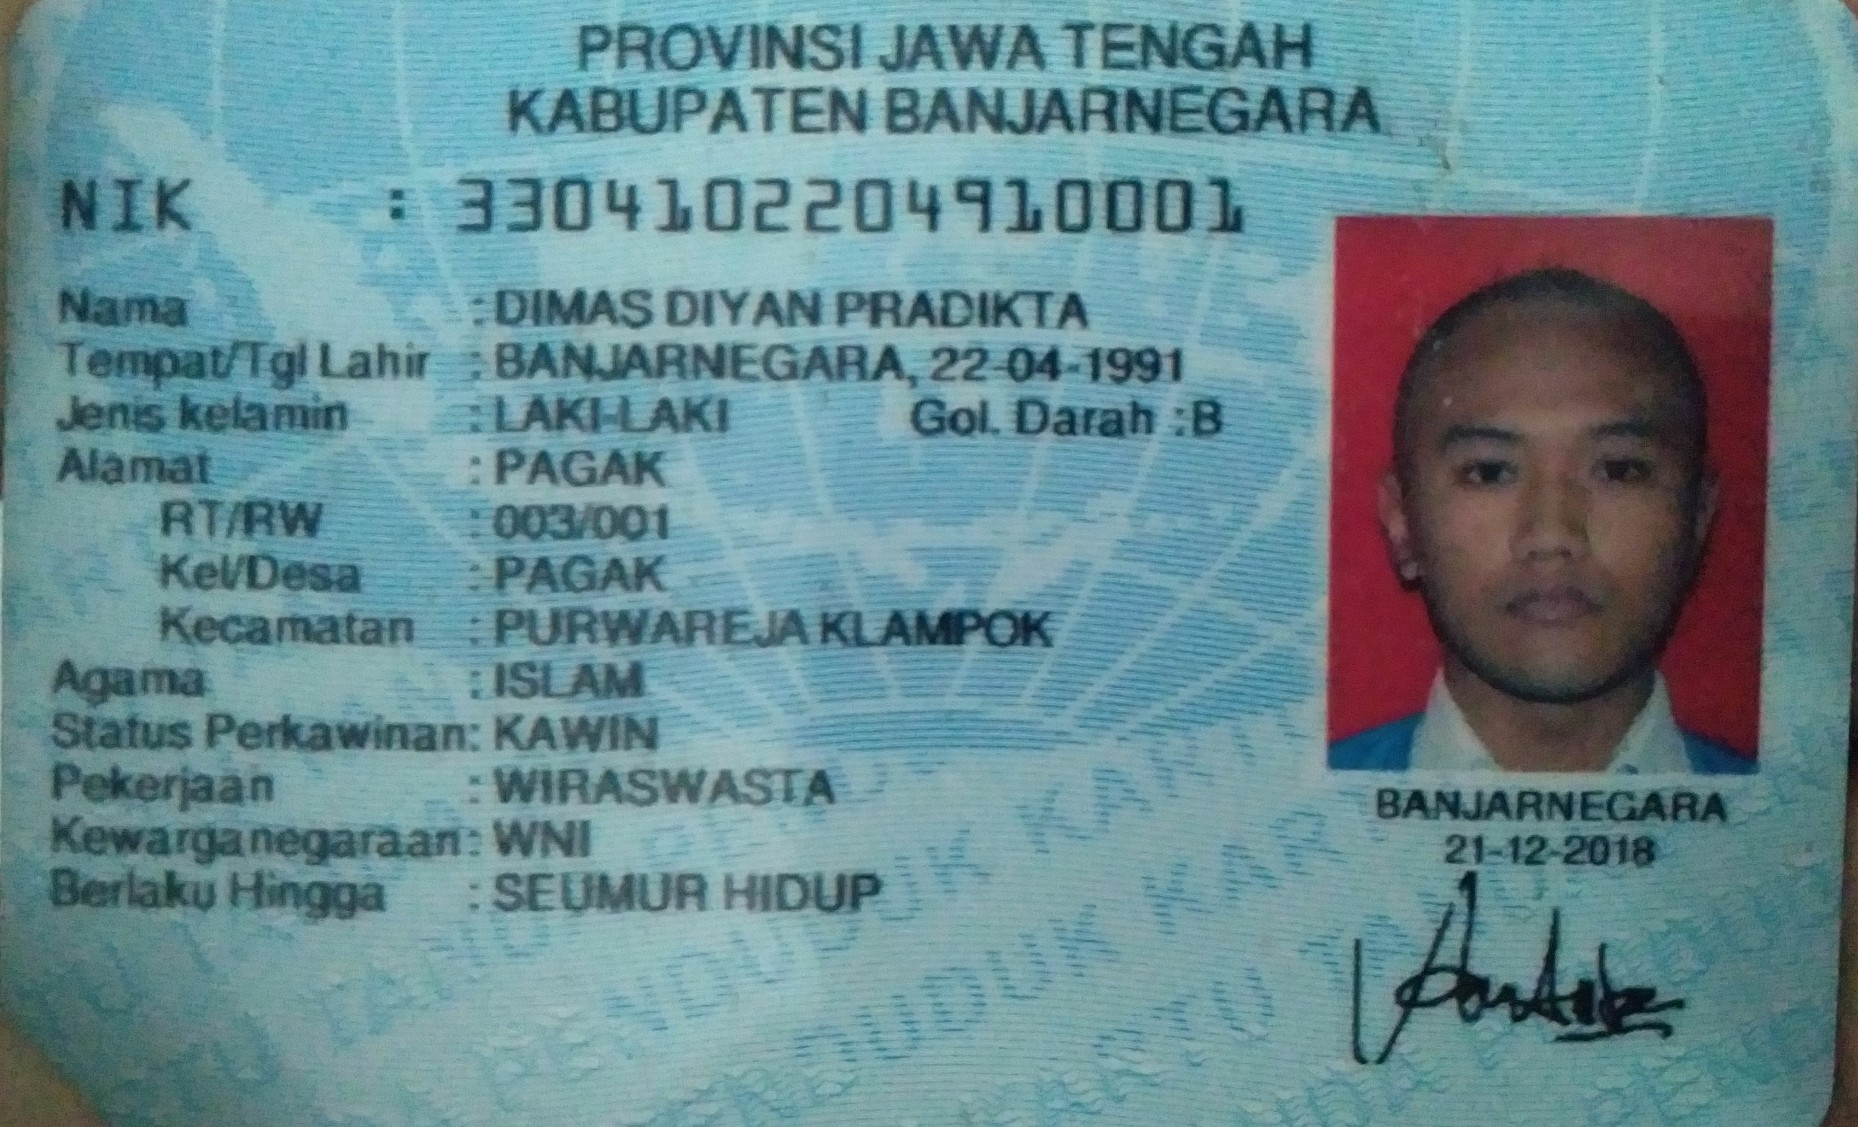 PROVINSI JAWA TENGAH
KABUPATEN BANJARNEGARA
NIK : 3304102204910001
Nama : DIMAS DIYAN PRADIKTA
Tempat/Tgl Lahir : BANJARNEGARA, 22-04-1991
Jenis kelamin : LAKI-LAKI Gol. Darah : B
Alamat : PAGAK
RT/RW : 003/001
Kel/Desa : PAGAK
Kecamatan : PURWAREJA KLAMPOK
Agama : ISLAM
Status Perkawinan: KAWIN
Pekerjaan : WIRASWASTA
Kewarganegaraan: WNI
Berlaku Hingga : SEUMUR HIDUP
BANJARNEGARA
21-12-2018